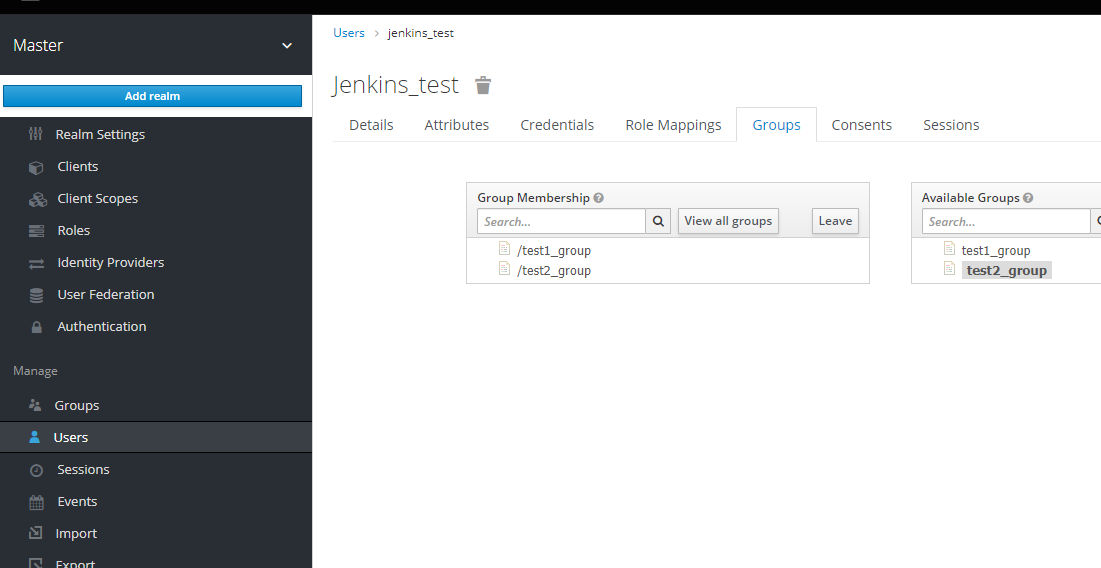 Master
Add realm
Realm Settings
Clients
Client Scopes
Roles
Identity Providers
User Federation
Authentication
Manage
Groups
Users
Sessions
Events
Import
Export
Users > jenkins_test
Jenkins_test
Details Attributes Credentials Role Mappings Groups Consents Sessions
Group Membership
Search... View all groups Leave
/test1_group
/test2_group
Available Groups
Search...
test1_group
test2_group